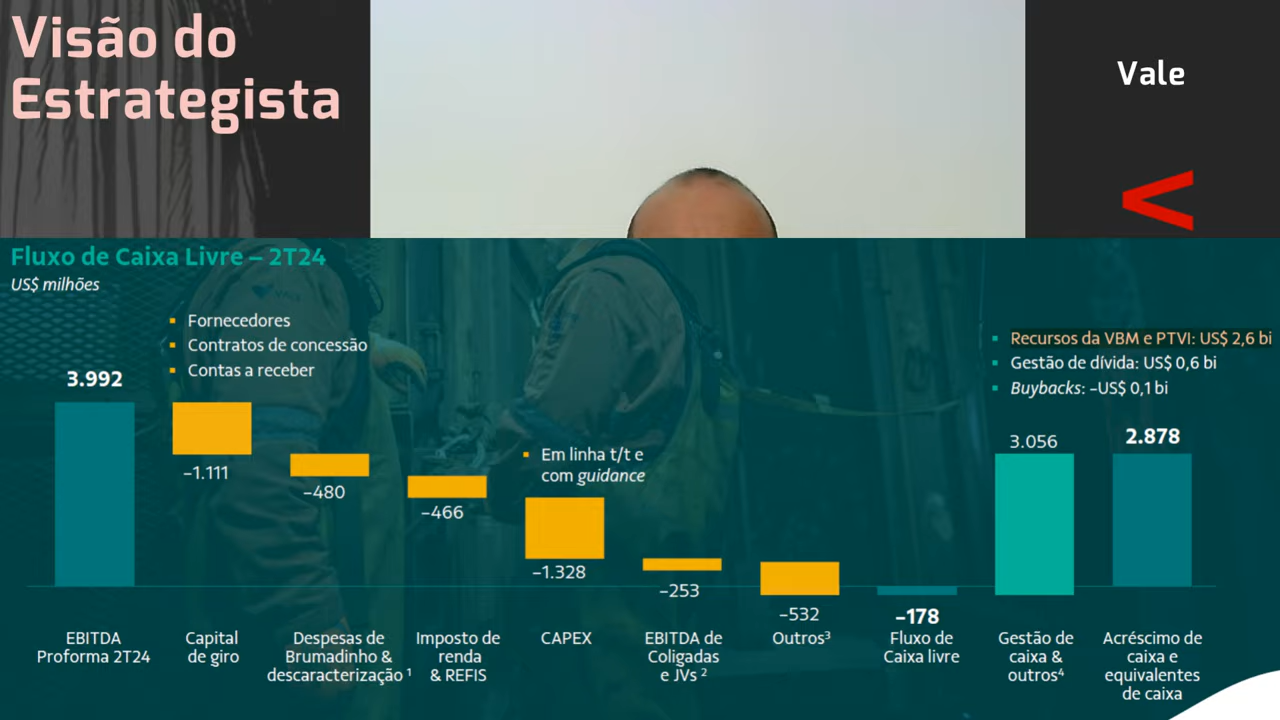 Visão do
Estrategista
Vale
<
Fluxo de Caixa Livre – 2T24
US$ milhões
▪ Fornecedores
▪ Contratos de concessão
▪ Contas a receber
▪ Em linha t/t e
com guidance
▪ Recursos da VBM e PTVI: US$ 2,6 bi
▪ Gestão de dívida: US$ 0,6 bi
▪ Buybacks: –US$ 0,1 bi
3.992
–1.111
–480
–466
–1.328
–253
–532
–178
3.056
2.878
EBITDA
Proforma 2T24
Capital
de giro
Despesas de
Brumadinho &
descaracterização ¹
Imposto de
renda
& REFIS
CAPEX
EBITDA de
Coligadas
e JVs ²
Outros³
Fluxo de
Caixa livre
Gestão de
caixa &
outros⁴
Acréscimo de
caixa e
equivalentes
de caixa